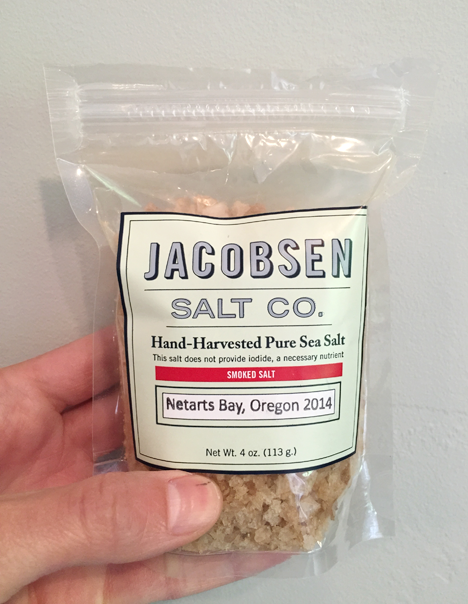 JACOBSEN
SALT CO.
Hand-Harvested Pure Sea Salt
This salt does not provide iodide, a necessary nutrient
SMOKED SALT
Netarts Bay, Oregon 2014
Net Wt. 4 oz. (113 g.)